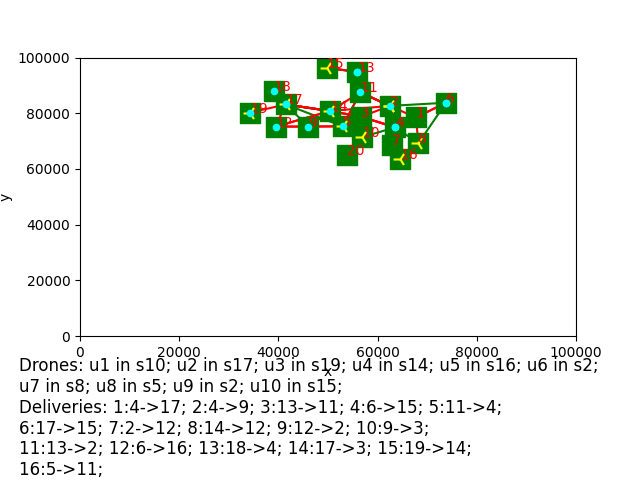 100000
80000
60000
40000
20000
0
y
0 20000 40000 60000 80000 100000
x
Drones: u1 in s10; u2 in s17; u3 in s19; u4 in s14; u5 in s16; u6 in s2;
u7 in s8; u8 in s5; u9 in s2; u10 in s15;
Deliveries: 1:4->17; 2:4->9; 3:13->11; 4:6->15; 5:11->4;
6:17->15; 7:2->12; 8:14->12; 9:12->2; 10:9->3;
11:13->2; 12:6->16; 13:18->4; 14:17->3; 15:19->14;
16:5->11;